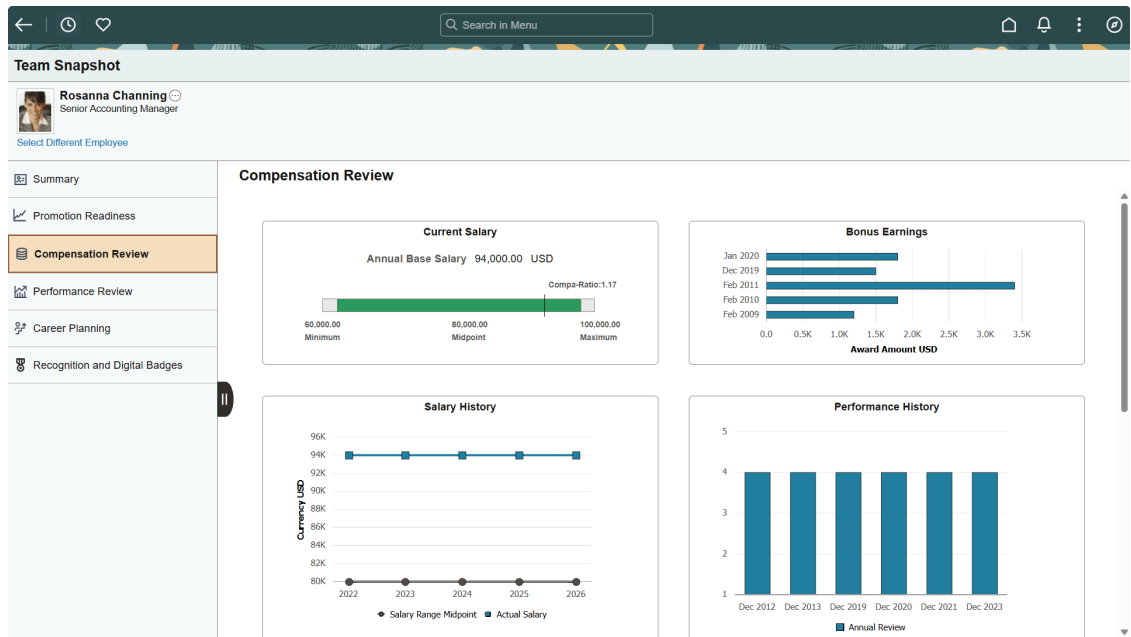 Search in Menu
Team Snapshot
Rosanna Channing
Senior Accounting Manager
Select Different Employee
Summary
Promotion Readiness
Compensation Review
Performance Review
Career Planning
Recognition and Digital Badges
Compensation Review
Current Salary
Annual Base Salary 94,000.00 USD
Compa-Ratio:1.17
60,000.00 80,000.00 100,000.00
Minimum Midpoint Maximum
Bonus Earnings
Jan 2020
Dec 2019
Feb 2011
Feb 2010
Feb 2009
0.0 0.5K 1.0K 1.5K 2.0K 2.5K 3.0K 3.5K
Award Amount USD
Salary History
Currency USD
96K
94K
92K
90K
88K
86K
84K
82K
80K
2022 2023 2024 2025 2026
Salary Range Midpoint Actual Salary
Performance History
5
4
3
2
1
Dec 2012 Dec 2013 Dec 2019 Dec 2020 Dec 2021 Dec 2023
Annual Review